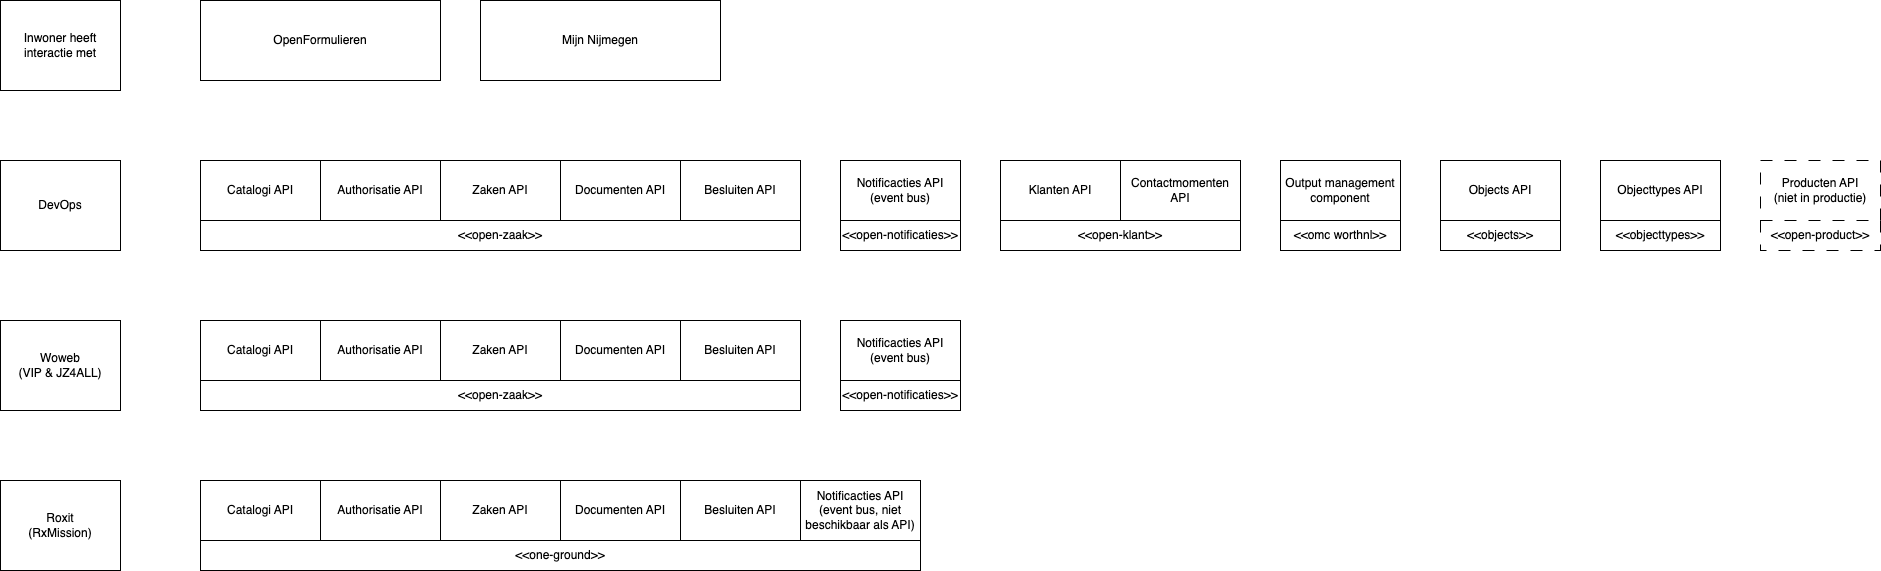 Inwoner heeft
interactie met
OpenFormulieren
Mijn Nijmegen
DevOps
Catalogi API
Authorisatie API
Zaken API
Documenten API
Besluiten API
<<open-zaak>>
Notificacties API
(event bus)
<<open-notificaties>>
Klanten API
Contactmomenten
API
<<open-klant>>
Output management
component
<<omc worthnl>>
Objects API
<<objects>>
Objecttypes API
<<objecttypes>>
Producten API
(niet in productie)
<<open-product>>
Woweb
(VIP & JZ4ALL)
Catalogi API
Authorisatie API
Zaken API
Documenten API
Besluiten API
<<open-zaak>>
Notificacties API
(event bus)
<<open-notificaties>>
Roxit
(RxMission)
Catalogi API
Authorisatie API
Zaken API
Documenten API
Besluiten API
Notificacties API
(event bus, niet
beschikbaar als API)
<<one-ground>>